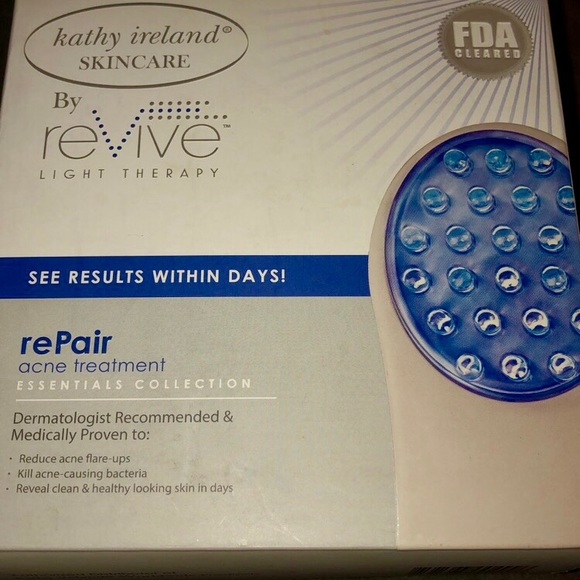 kathy ireland®
SKINCARE
By
reVive™
LIGHT THERAPY
FDA
CLEARED
SEE RESULTS WITHIN DAYS!
rePair
acne treatment
ESSENTIALS COLLECTION
Dermatologist Recommended &
Medically Proven to:
· Reduce acne flare-ups
· Kill acne-causing bacteria
· Reveal clean & healthy looking skin in days